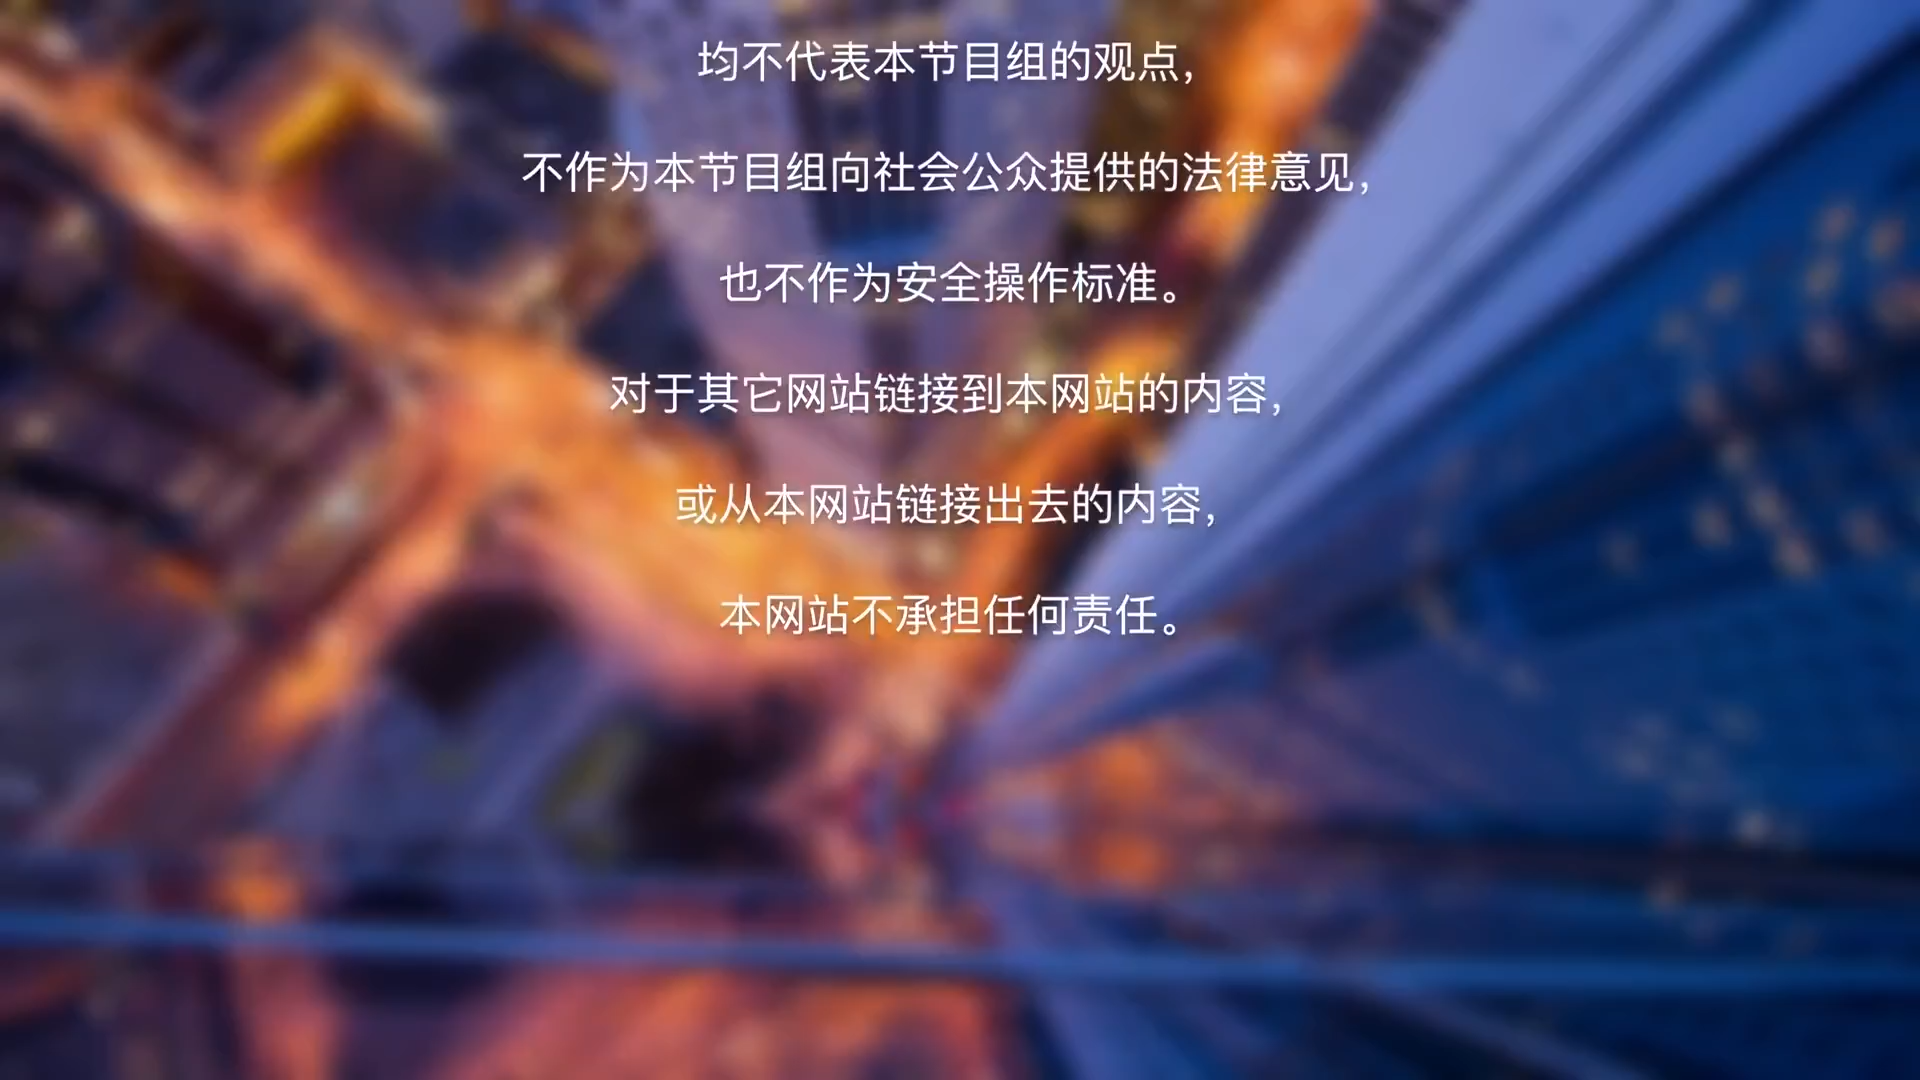 均不代表本节目组的观点，
不作为本节目组向社会公众提供的法律意见，
也不作为安全操作标准。
对于其它网站链接到本网站的内容，
或从本网站链接出去的内容，
本网站不承担任何责任。